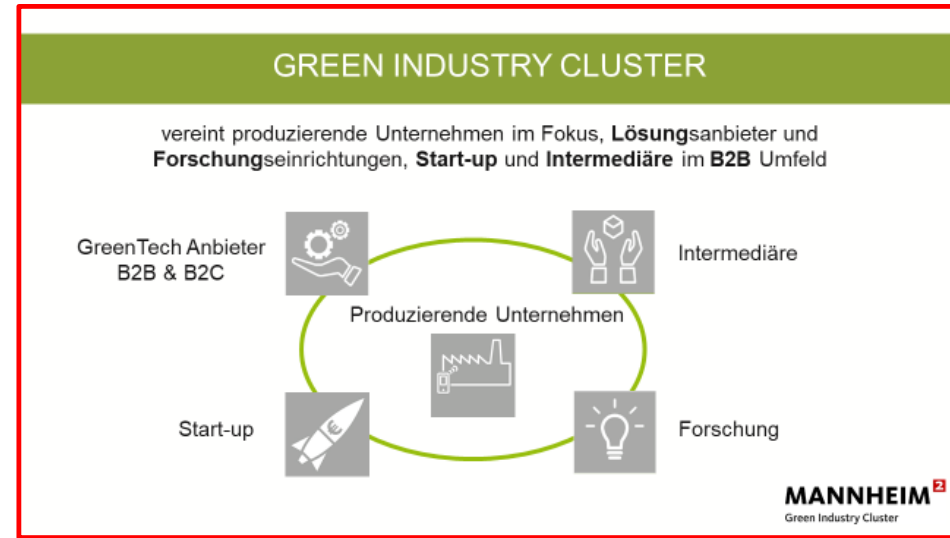 GREEN INDUSTRY CLUSTER
vereint produzierende Unternehmen im Fokus, Lösungsanbieter und
Forschungseinrichtungen, Start-up und Intermediäre im B2B Umfeld
GreenTech Anbieter
B2B & B2C
Intermediäre
Produzierende Unternehmen
Start-up
€
Forschung
MANNHEIM²
Green Industry Cluster